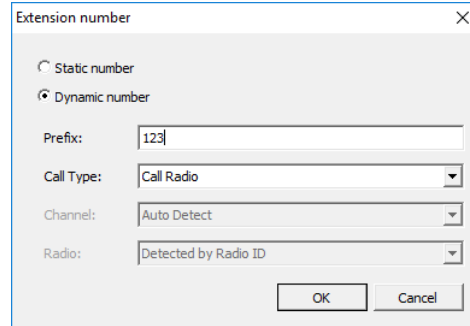 Extension number
Static number
Dynamic number
Prefix: 123
Call Type: Call Radio
Channel: Auto Detect
Radio: Detected by Radio ID
OK Cancel